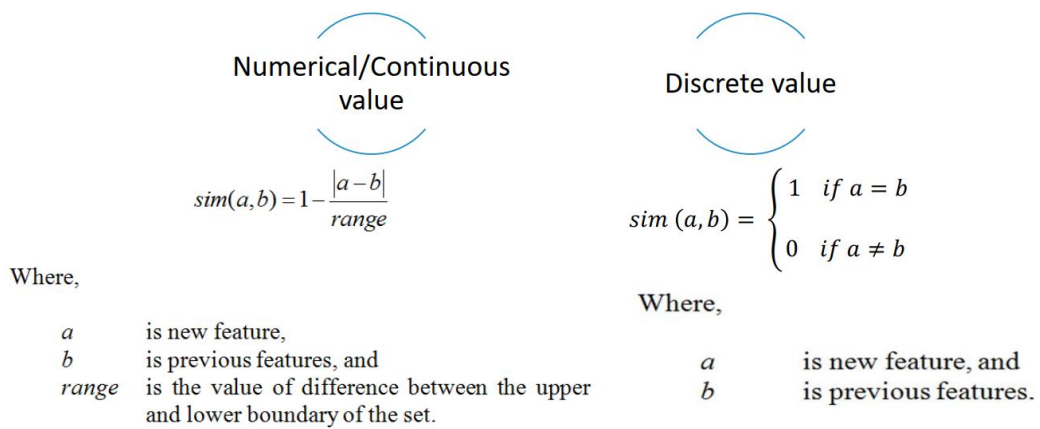 Numerical/Continuous
value
sim(a,b)=1-|a-b|/range
Where,
a is new feature,
b is previous features, and
range is the value of difference between the upper
and lower boundary of the set.
Discrete value
sim (a,b) = { 1 if a = b
0 if a ≠ b
Where,
a is new feature, and
b is previous features.